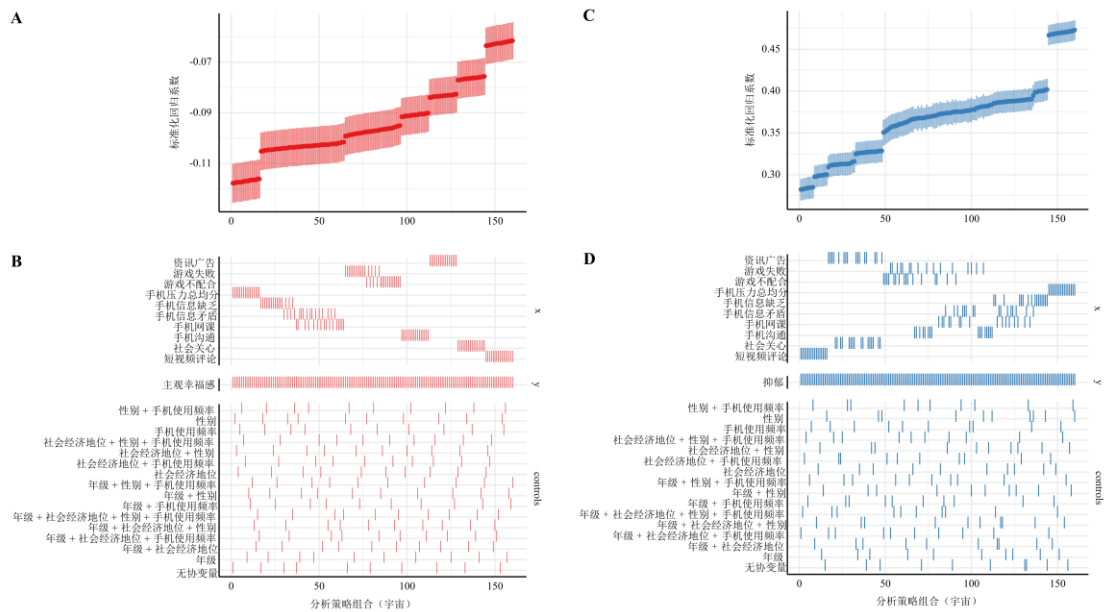 A
标准化回归系数
-0.07
-0.09
-0.11
0
50
100
150
B
资讯广告
游戏失败
游戏不配合
手机压力总均分
手机信息缺乏
手机信息矛盾
手机网课
手机沟通
社会关心
短视频评论
x
主观幸福感
y
性别 + 手机使用频率
性别
手机使用频率
社会经济地位 + 性别 + 手机使用频率
社会经济地位 + 性别
社会经济地位 + 手机使用频率
社会经济地位
年级 + 性别 + 手机使用频率
年级 + 性别
年级 + 手机使用频率
年级 + 社会经济地位 + 性别 + 手机使用频率
年级 + 社会经济地位 + 性别
年级 + 社会经济地位 + 手机使用频率
年级 + 社会经济地位
年级
无协变量
controls
0
50
100
150
分析策略组合（宇宙）
C
标准化回归系数
0.45
0.40
0.35
0.30
0
50
100
150
D
资讯广告
游戏失败
游戏不配合
手机压力总均分
手机信息缺乏
手机信息矛盾
手机网课
手机沟通
社会关心
短视频评论
x
抑郁
y
性别 + 手机使用频率
性别
手机使用频率
社会经济地位 + 性别 + 手机使用频率
社会经济地位 + 性别
社会经济地位 + 手机使用频率
社会经济地位
年级 + 性别 + 手机使用频率
年级 + 性别
年级 + 手机使用频率
年级 + 社会经济地位 + 性别 + 手机使用频率
年级 + 社会经济地位 + 性别
年级 + 社会经济地位 + 手机使用频率
年级 + 社会经济地位
年级
无协变量
controls
0
50
100
150
分析策略组合（宇宙）